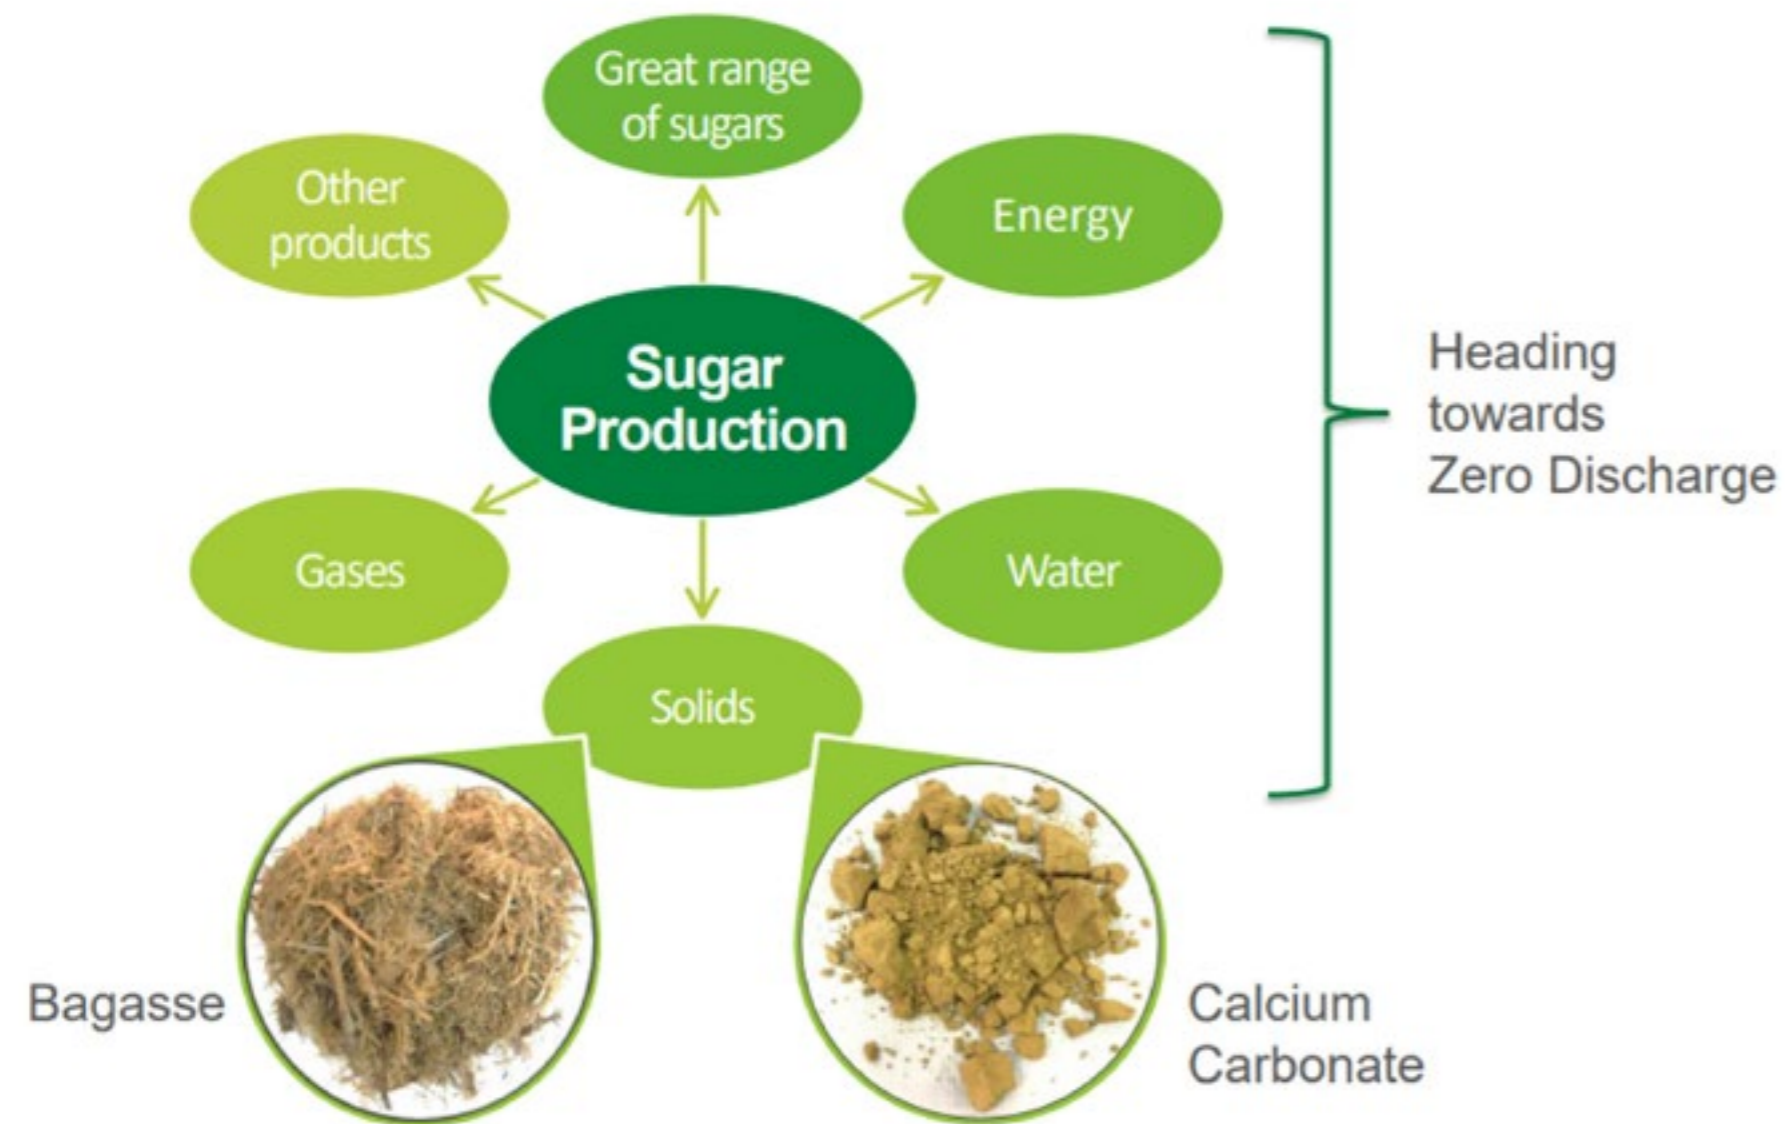 Great range
of sugars
Other
products
Energy
Sugar
Production
Heading
towards
Zero Discharge
Gases
Water
Solids
Bagasse
Calcium
Carbonate